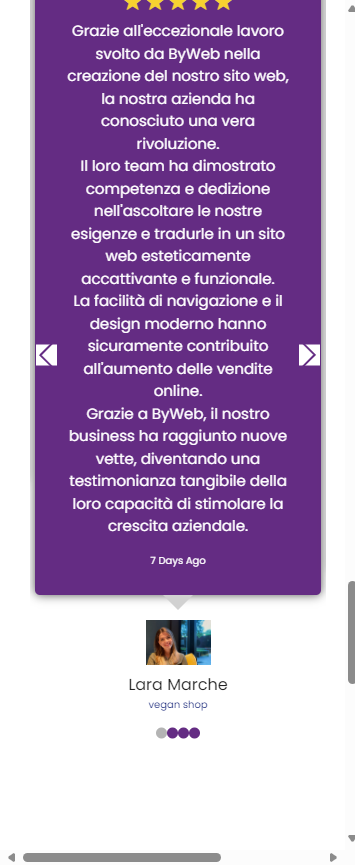 Grazie all'eccezionale lavoro
svolto da ByWeb nella
creazione del nostro sito web,
la nostra azienda ha
conosciuto una vera
rivoluzione.
Il loro team ha dimostrato
competenza e dedizione
nell'ascoltare le nostre
esigenze e tradurle in un sito
web esteticamente
accattivante e funzionale.
La facilità di navigazione e il
design moderno hanno
sicuramente contribuito
all'aumento delle vendite
online.
Grazie a ByWeb, il nostro
business ha raggiunto nuove
vette, diventando una
testimonianza tangibile della
loro capacità di stimolare la
crescita aziendale.
7 Days Ago
Lara Marche
vegan shop